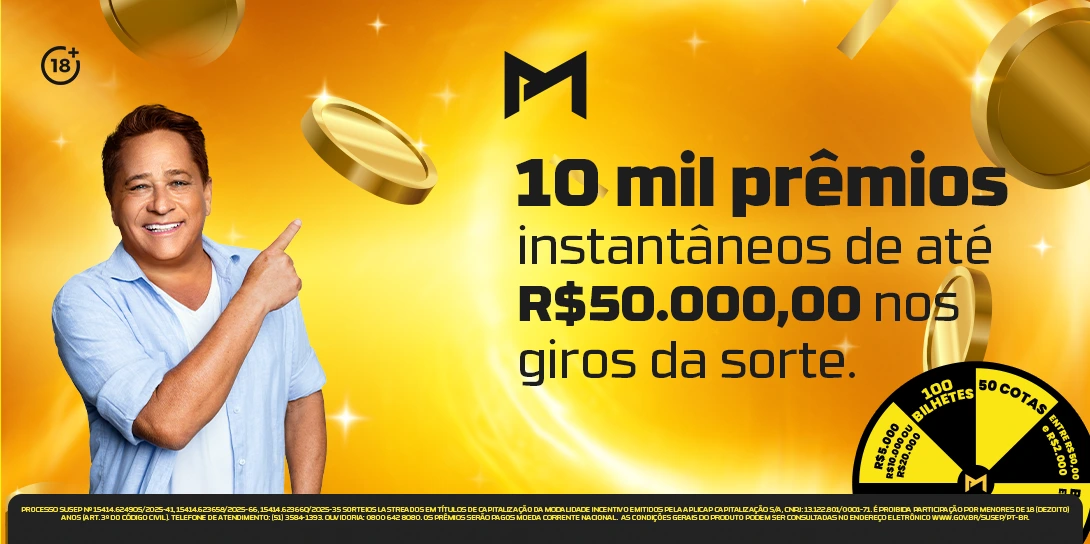 18+
M
10 mil prêmios
instantâneos de até
R$50.000,00 nos
giros da sorte.
R$5.000
R$10.000 OU
R$20.000
100
BILHETES
50 COTAS
ENTRE R$50,00
e R$2.000
PROCESSO SUSEP Nº 15414.624905/2025-41, 15414.623658/2025-66, 15414.623660/2025-35 SORTEIOS LASTREADOS EM TÍTULOS DE CAPITALIZAÇÃO DA MODALIDADE INCENTIVO EMITIDOS PELA APLICAP CAPITALIZAÇÃO S/A, CNPJ: 13.122.801/0001-71. É PROIBIDA PARTICIPAÇÃO POR MENORES DE 18 (DEZOITO)
ANOS (ART. 3º DO CÓDIGO CIVIL). TELEFONE DE ATENDIMENTO: (51) 3584-1393. OUVIDORIA: 0800 642 8080. OS PRÊMIOS SERÃO PAGOS MOEDA CORRENTE NACIONAL. AS CONDIÇÕES GERAIS DO PRODUTO PODEM SER CONSULTADAS NO ENDEREÇO ELETRÔNICO WWW.GOV.BR/SUSEP/PT-BR.